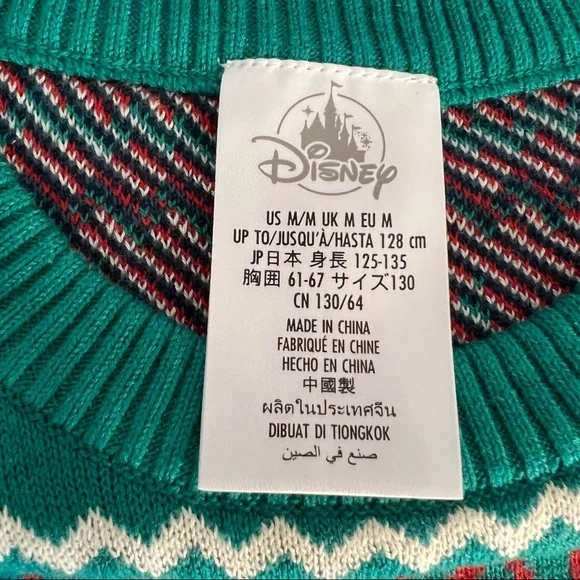 Disney
US M/M UK M EU M
UP TO/JUSQU'À/HASTA 128 cm
JP日本 身長 125-135
胸囲 61-67 サイズ130
CN 130/64
MADE IN CHINA
FABRIQUÉ EN CHINE
HECHO EN CHINA
中國製
ผลิตในประเทศจีน
DIBUAT DI TIONGKOK
صنع في الصين